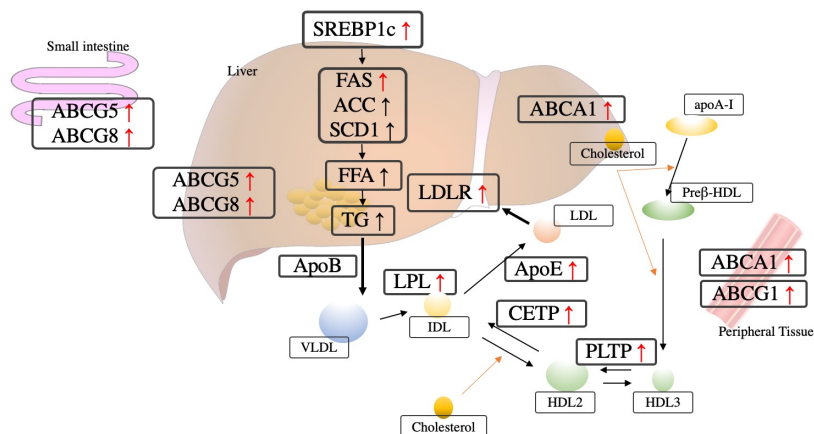 SREBP1c ↑
Small intestine
Liver
FAS ↑
ACC ↑
SCD1 ↑
ABCG5 ↑
ABCG8 ↑
ABCA1 ↑
apoA-I
Cholesterol
FFA ↑
ABCG5 ↑
ABCG8 ↑
LDLR ↑
Preβ-HDL
TG ↑
LDL
ApoB
LPL ↑
ApoE ↑
ABCA1 ↑
ABCG1 ↑
CETP ↑
IDL
Peripheral Tissue
VLDL
PLTP ↑
HDL2
HDL3
Cholesterol